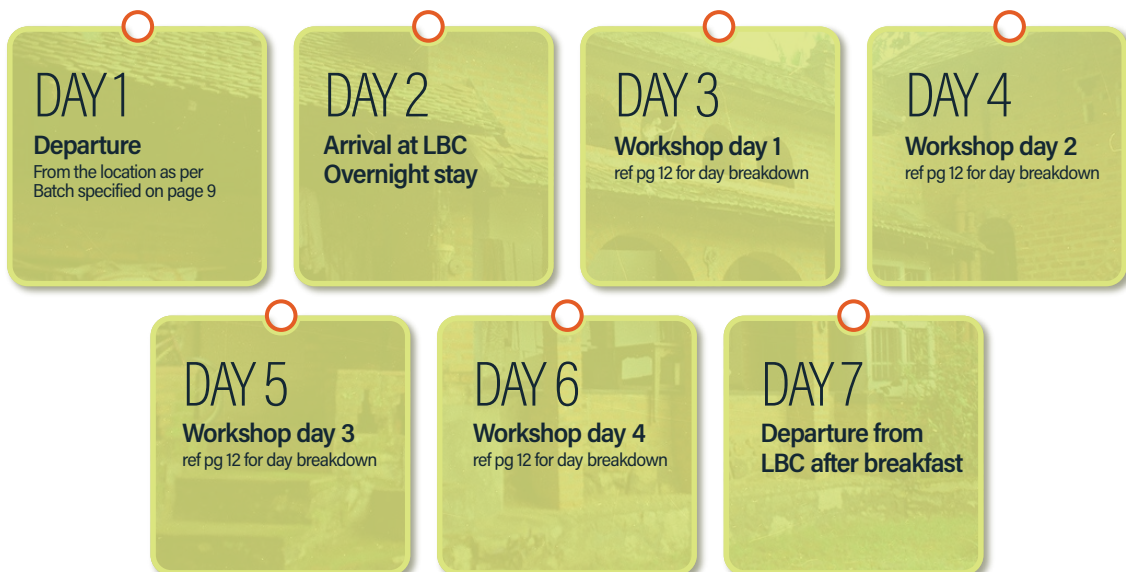 DAY 1
Departure
From the location as per
Batch specified on page 9
DAY 2
Arrival at LBC
Overnight stay
DAY 3
Workshop day 1
ref pg 12 for day breakdown
DAY 4
Workshop day 2
ref pg 12 for day breakdown
DAY 5
Workshop day 3
ref pg 12 for day breakdown
DAY 6
Workshop day 4
ref pg 12 for day breakdown
DAY 7
Departure from
LBC after breakfast